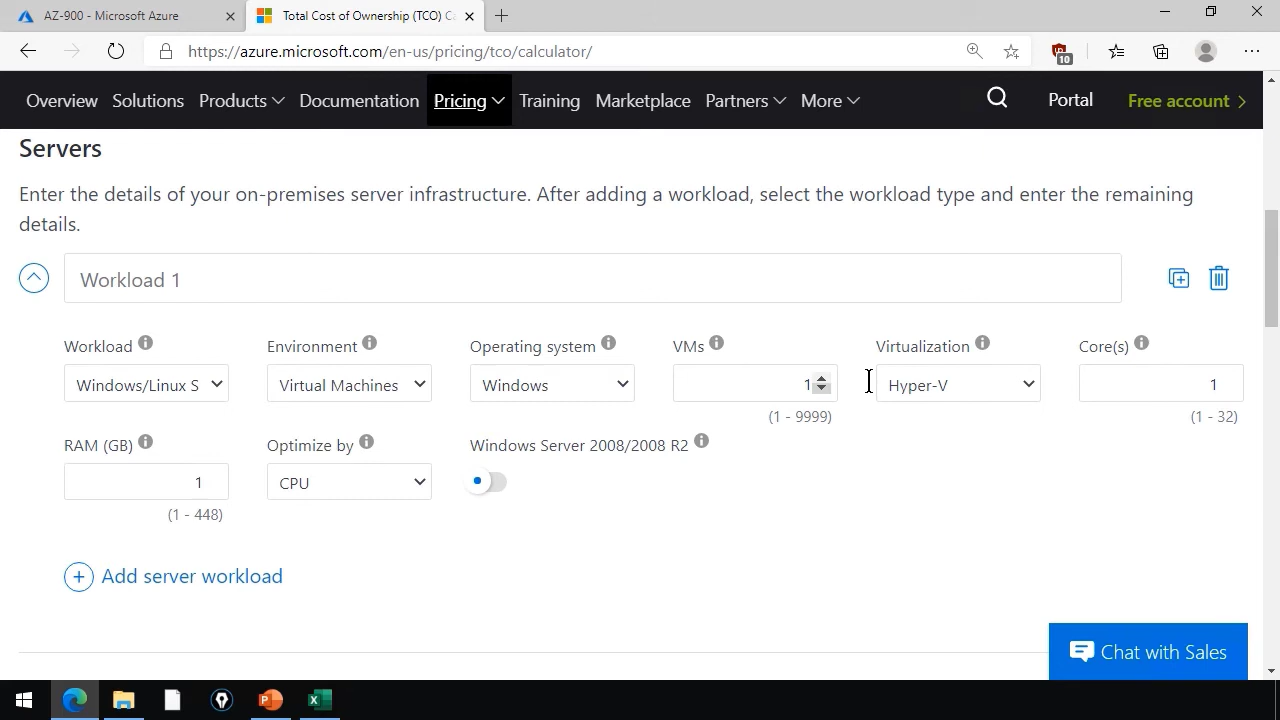 AZ-900 - Microsoft Azure
Total Cost of Ownership (TCO) Ca
https://azure.microsoft.com/en-us/pricing/tco/calculator/
10
Overview Solutions Products Documentation Pricing Training Marketplace Partners More Portal Free account
Servers
Enter the details of your on-premises server infrastructure. After adding a workload, select the workload type and enter the remaining
details.
Workload 1
Workload Environment Operating system VMs Virtualization Core(s)
Windows/Linux S Virtual Machines Windows 1 Hyper-V 1
(1 - 9999) (1 - 32)
RAM (GB) Optimize by Windows Server 2008/2008 R2
1 CPU
(1 - 448)
Add server workload
Chat with Sales